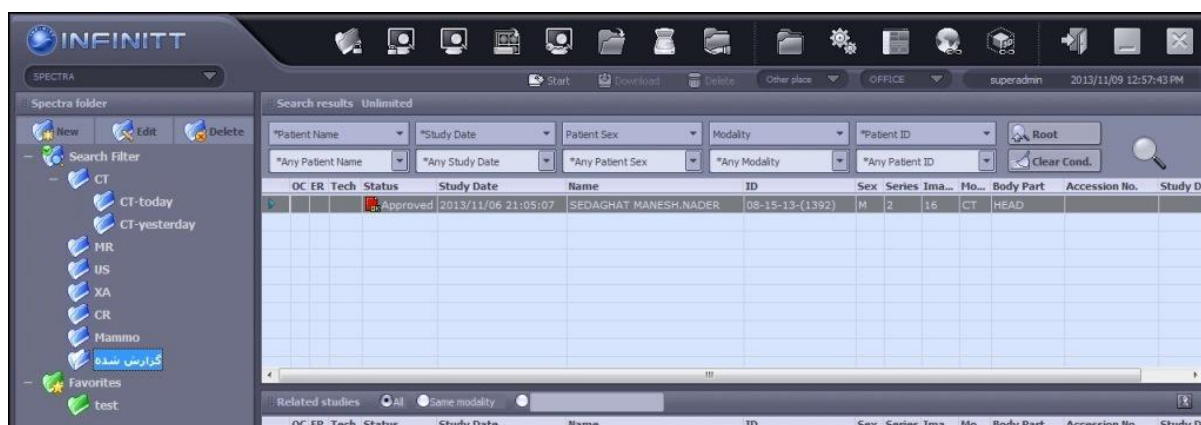 INFINITT
SPECTRA
Start Download Delete Other place OFFICE superadmin 2013/11/09 12:57:43 PM
Spectra folder
New Edit Delete
Search Filter
CT
CT-today
CT-yesterday
MR
US
XA
CR
Mammo
گزارش شده
Favorites
test
Search results Unlimited
*Patient Name *Study Date Patient Sex Modality *Patient ID Root
*Any Patient Name *Any Study Date *Any Patient Sex *Any Modality *Any Patient ID Clear Cond.
OC ER Tech Status Study Date Name ID Sex Series Ima... Mo... Body Part Accession No. Study D
Approved 2013/11/06 21:05:07 SEDAGHAT MANESH.NADER 08-15-13-(1392) M 2 16 CT HEAD
Related studies All Same modality
OC ER Tech Status Study Date Name ID Sex Series Ima... Mo... Body Part Accession No. Study D